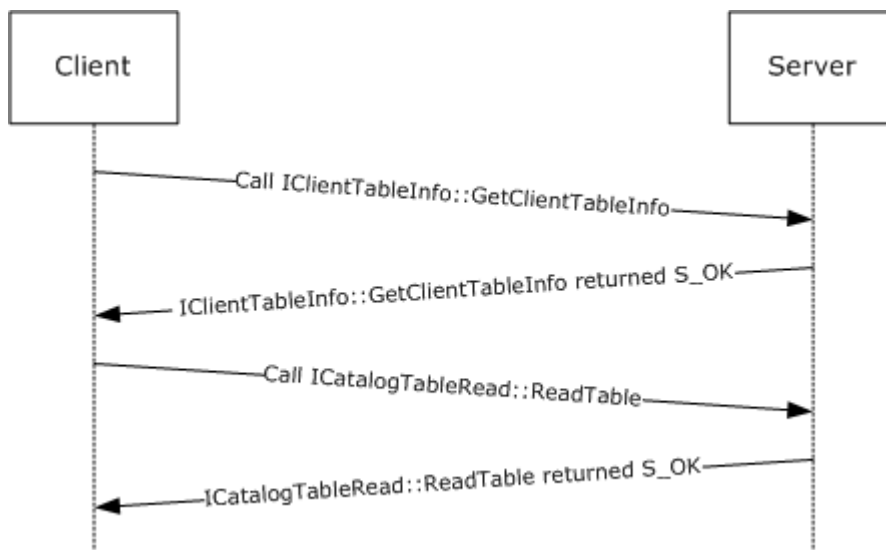 Client
Server
Call IClientTableInfo::GetClientTableInfo
IClientTableInfo::GetClientTableInfo returned S_OK
Call ICatalogTableRead::ReadTable
ICatalogTableRead::ReadTable returned S_OK